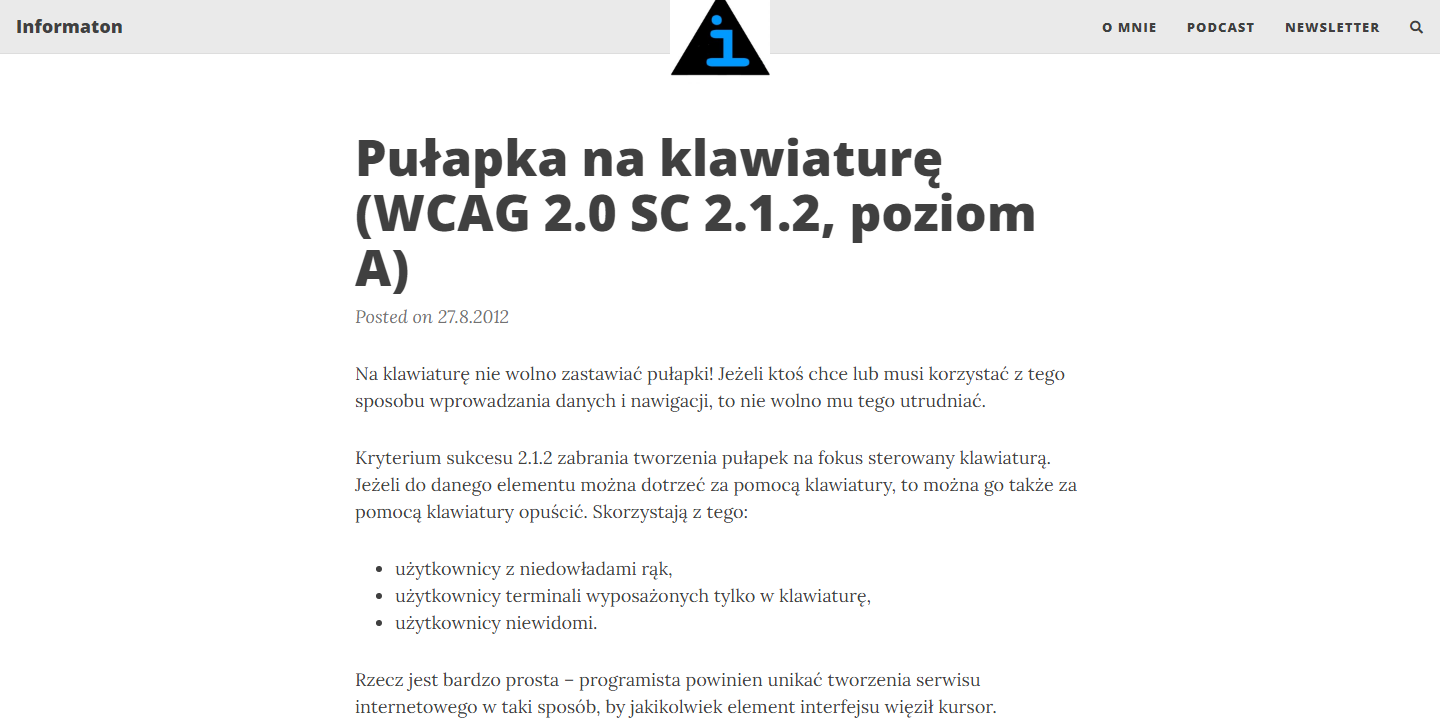 Informaton
i
O MNIE
PODCAST
NEWSLETTER
Pułapka na klawiaturę
(WCAG 2.0 SC 2.1.2, poziom
A)
Posted on 27.8.2012
Na klawiaturę nie wolno zastawiać pułapki! Jeżeli ktoś chce lub musi korzystać z tego
sposobu wprowadzania danych i nawigacji, to nie wolno mu tego utrudniać.
Kryterium sukcesu 2.1.2 zabrania tworzenia pułapek na fokus sterowany klawiaturą.
Jeżeli do danego elementu można dotrzeć za pomocą klawiatury, to można go także za
pomocą klawiatury opuścić. Skorzystają z tego:
użytkownicy z niedowładami rąk,
użytkownicy terminali wyposażonych tylko w klawiaturę,
użytkownicy niewidomi.
Rzecz jest bardzo prosta – programista powinien unikać tworzenia serwisu
internetowego w taki sposób, by jakikolwiek element interfejsu więził kursor.